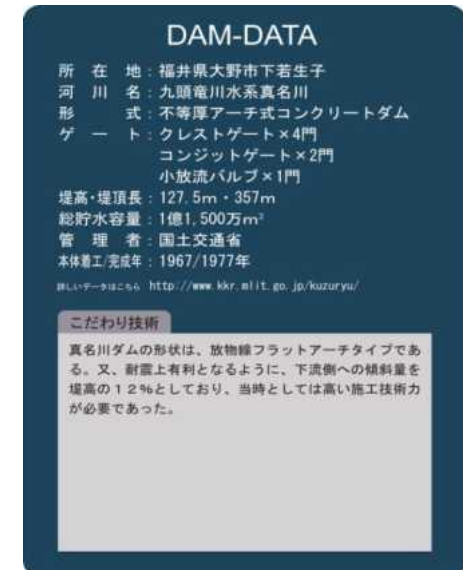 DAM-DATA
所 在 地：福井県大野市下若生子
河 川 名：九頭竜川水系真名川
形 式：不等厚アーチ式コンクリートダム
ゲ ー ト：クレストゲート×4門
コンジットゲート×2門
小放流バルブ×1門
堤高・堤頂長：127.5m・357m
総貯水容量：1億1,500万m³
管 理 者：国土交通省
本体着工/完成年：1967/1977年
詳しいデータはこちら http://www.kkr.mlit.go.jp/kuzuryu/
こだわり技術
真名川ダムの形状は、放物線フラットアーチタイプであ
る。又、耐震上有利となるように、下流側への傾斜量を
堤高の１２％としており、当時としては高い施工技術力
が必要であった。